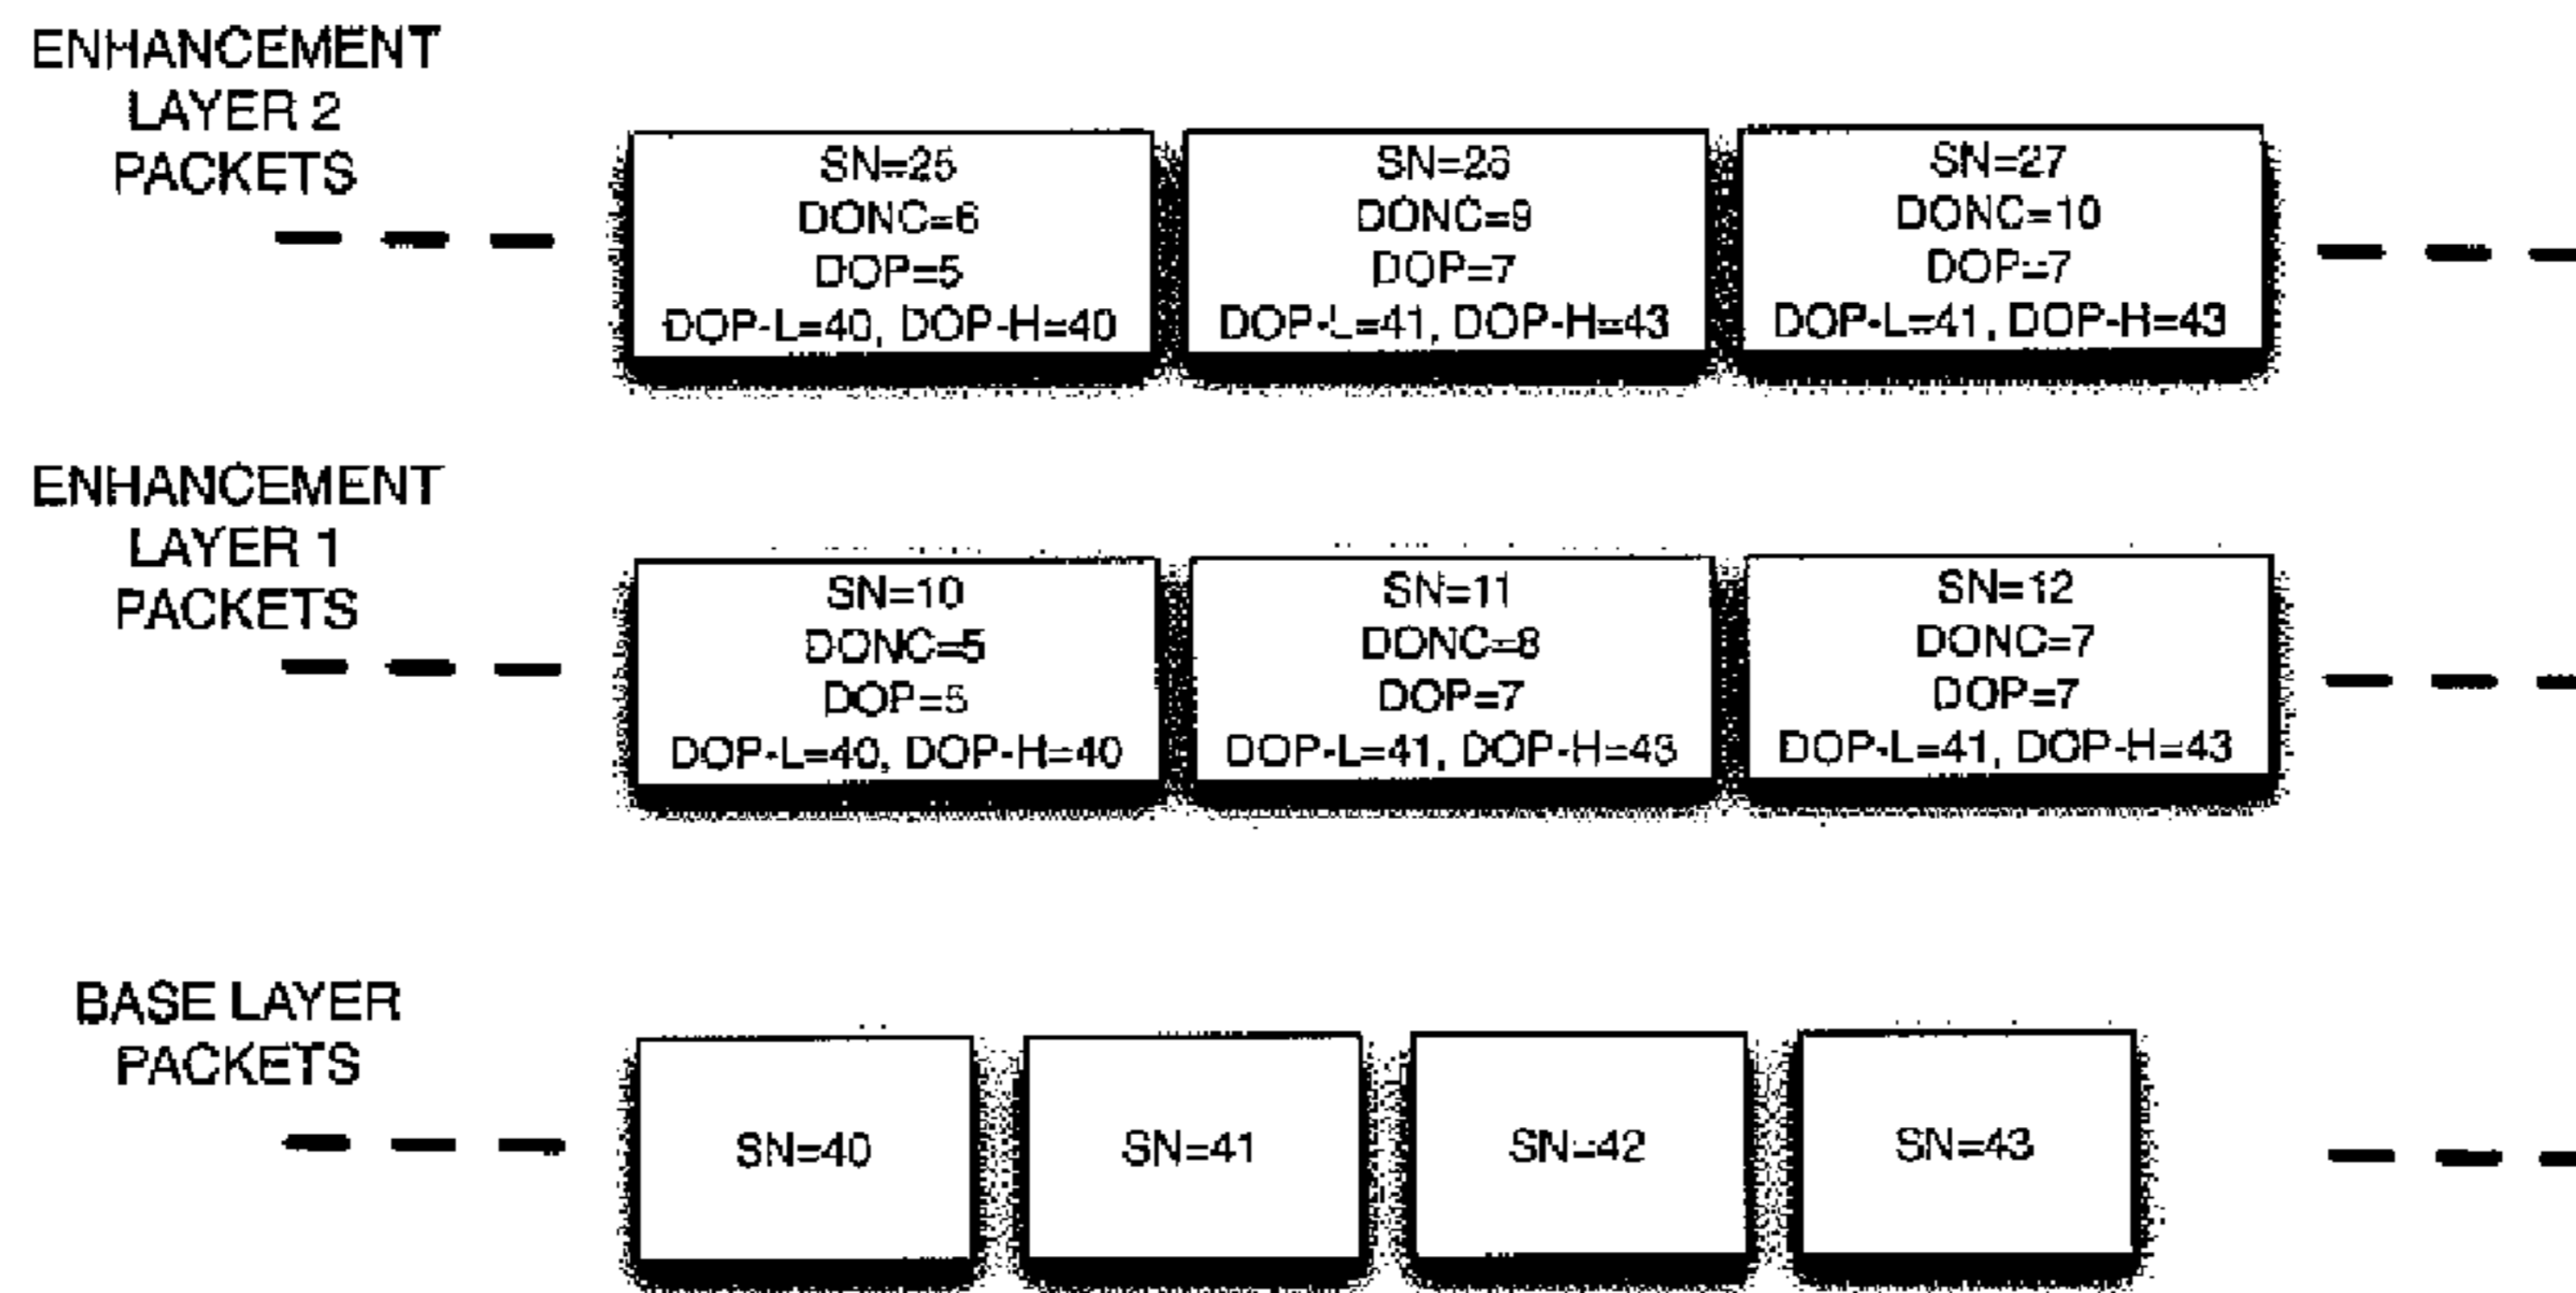 ENHANCEMENT
LAYER 2
PACKETS
SN=25
DONC=6
DOP=5
DOP-L=40, DOP-H=40
SN=26
DONC=9
DOP=7
DOP-L=41, DOP-H=43
SN=27
DONC=10
DOP=7
DOP-L=41, DOP-H=43
ENHANCEMENT
LAYER 1
PACKETS
SN=10
DONC=5
DOP=5
DOP-L=40, DOP-H=40
SN=11
DONC=8
DOP=7
DOP-L=41, DOP-H=43
SN=12
DONC=7
DOP=7
DOP-L=41, DOP-H=43
BASE LAYER
PACKETS
SN=40
SN=41
SN=42
SN=43